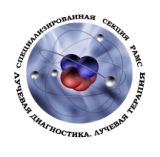 СПЕЦИАЛИЗИРОВАННАЯ СЕКЦИЯ РАМС
ЛУЧЕВАЯ ДИАГНОСТИКА. ЛУЧЕВАЯ ТЕРАПИЯ